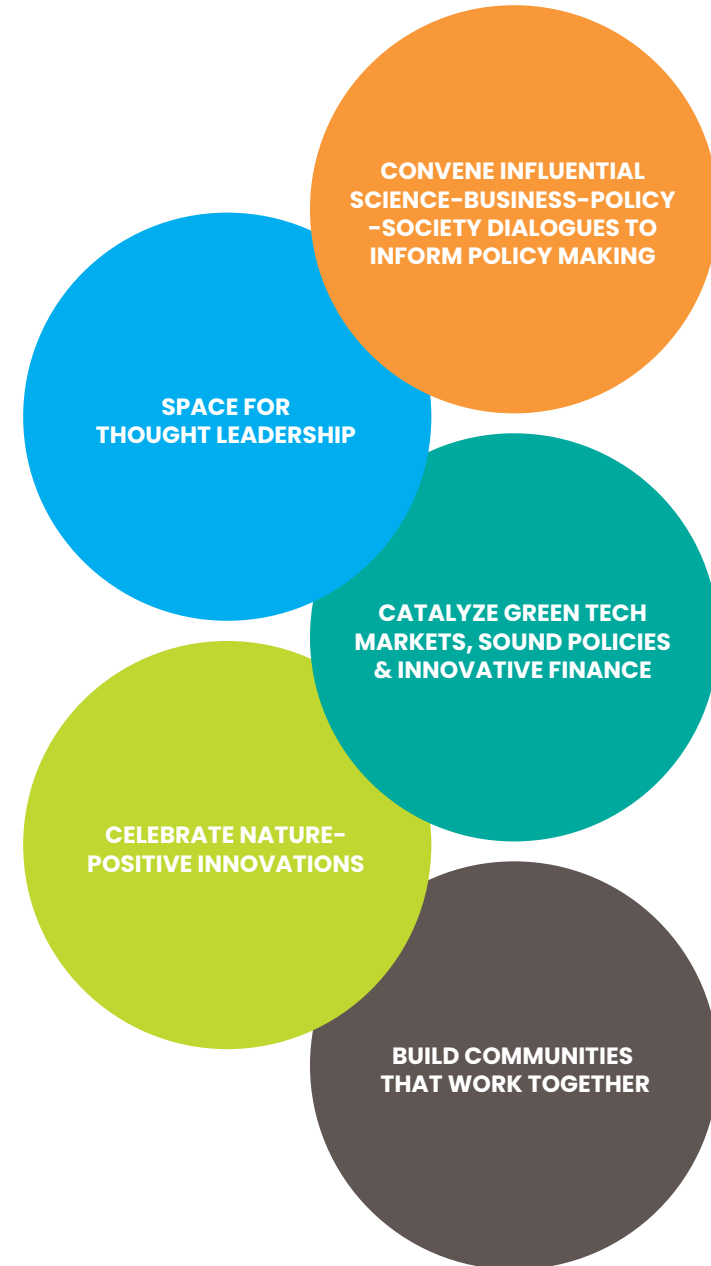 CONVENE INFLUENTIAL
SCIENCE-BUSINESS-POLICY
-SOCIETY DIALOGUES TO
INFORM POLICY MAKING
SPACE FOR
THOUGHT LEADERSHIP
CATALYZE GREEN TECH
MARKETS, SOUND POLICIES
& INNOVATIVE FINANCE
CELEBRATE NATURE-
POSITIVE INNOVATIONS
BUILD COMMUNITIES
THAT WORK TOGETHER